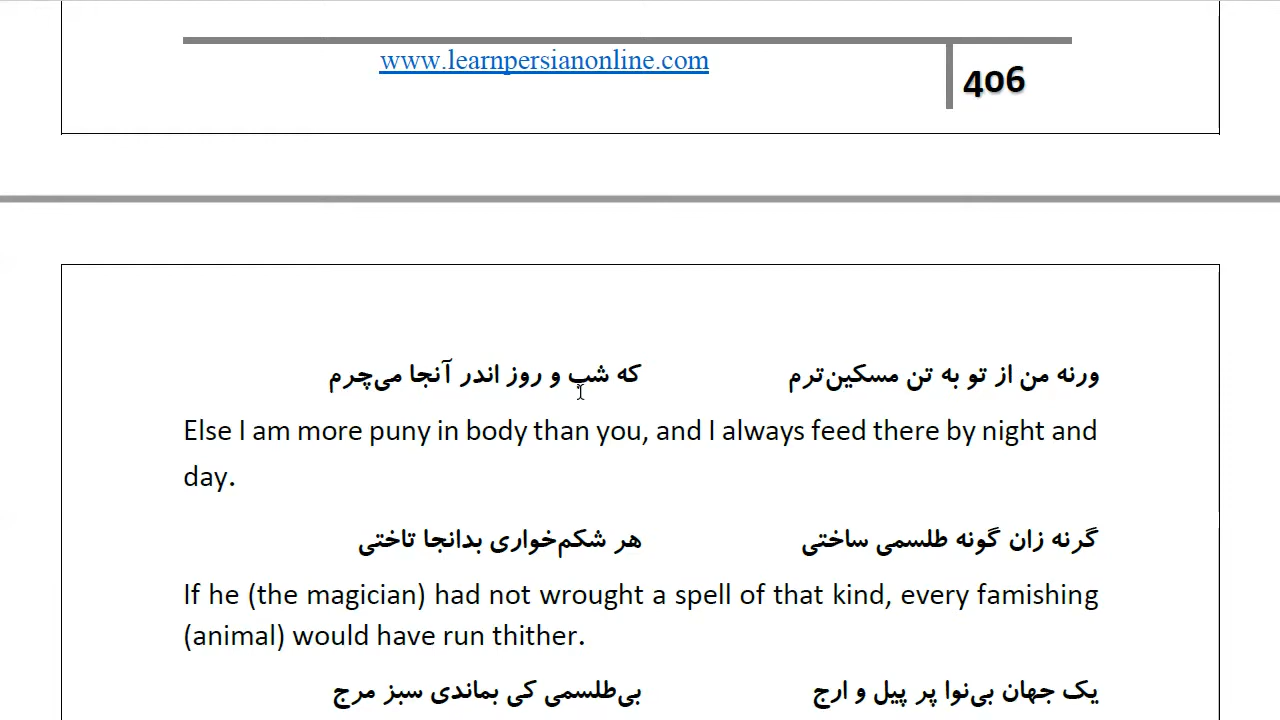 www.learnpersianonline.com
406
ورنه من از تو به تن مسکین‌ترم که شب و روز اندر آنجا می‌چرم
Else I am more puny in body than you, and I always feed there by night and
day.
گرنه زان گونه طلسمی ساختی هر شکم‌خواری بدانجا تاختی
If he (the magician) had not wrought a spell of that kind, every famishing
(animal) would have run thither.
یک جهان بی‌نوا پر پیل و ارج بی‌طلسمی کی بماندی سبز مرج